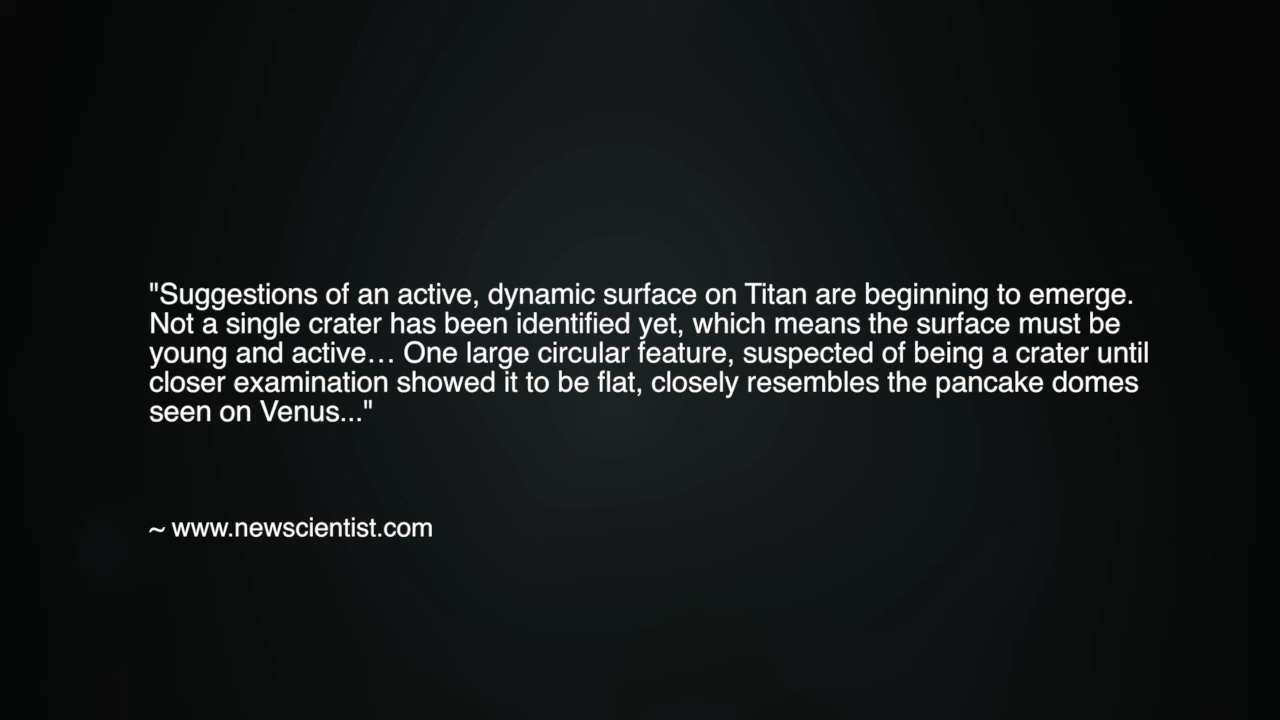 "Suggestions of an active, dynamic surface on Titan are beginning to emerge.
Not a single crater has been identified yet, which means the surface must be
young and active… One large circular feature, suspected of being a crater until
closer examination showed it to be flat, closely resembles the pancake domes
seen on Venus..."
~ www.newscientist.com